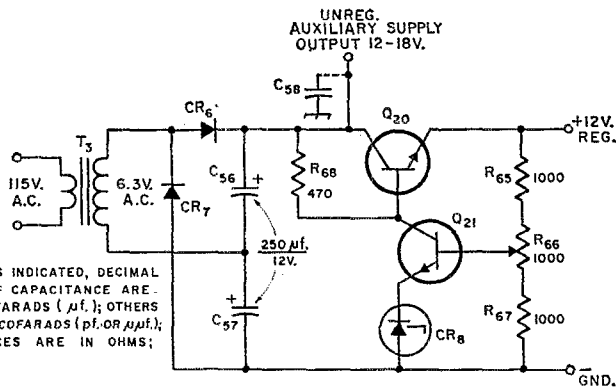 UNREG.
AUXILIARY SUPPLY
OUTPUT 12-18V.
C58
CR6
Q20
+12V.
REG.
T3
115V.
A.C.
6.3V.
A.C.
CR7
C56
+
R68
470
R65
1000
Q21
R66
1000
250 µf.
12V.
+
C57
R67
1000
CR8
S INDICATED, DECIMAL
F CAPACITANCE ARE
FARADS (µf.); OTHERS
COFARADS (pf. OR µµf.);
CES ARE IN OHMS;
−
GND.